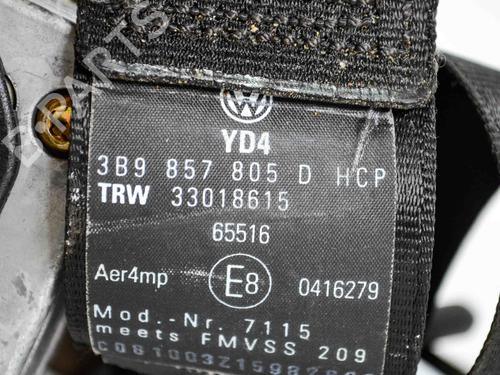 YD4
3B9 857 805 D HCP
TRW 33018615
65516
Aer4mp E8 0416279
Mod.-Nr. 7115
meets FMVSS 209